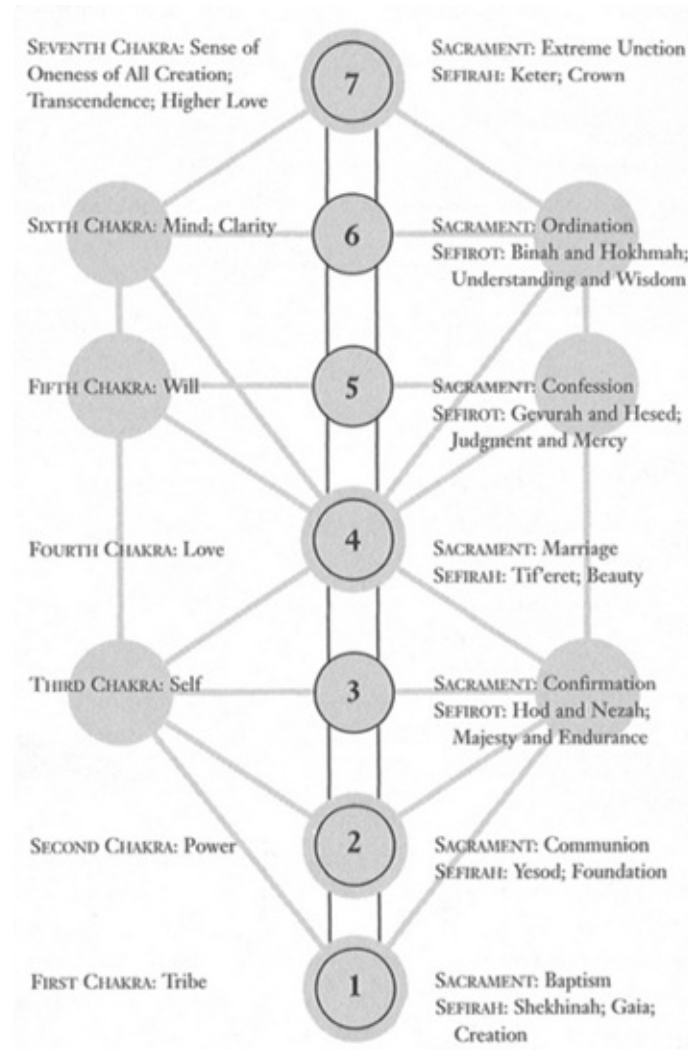 SEVENTH CHAKRA: Sense of
Oneness of All Creation;
Transcendence; Higher Love
7
SACRAMENT: Extreme Unction
SEFIRAH: Keter; Crown
SIXTH CHAKRA: Mind; Clarity
6
SACRAMENT: Ordination
SEFIROT: Binah and Hokhmah;
Understanding and Wisdom
FIFTH CHAKRA: Will
5
SACRAMENT: Confession
SEFIROT: Gevurah and Hesed;
Judgment and Mercy
FOURTH CHAKRA: Love
4
SACRAMENT: Marriage
SEFIRAH: Tif'eret; Beauty
THIRD CHAKRA: Self
3
SACRAMENT: Confirmation
SEFIROT: Hod and Nezah;
Majesty and Endurance
SECOND CHAKRA: Power
2
SACRAMENT: Communion
SEFIRAH: Yesod; Foundation
FIRST CHAKRA: Tribe
1
SACRAMENT: Baptism
SEFIRAH: Shekhinah; Gaia;
Creation